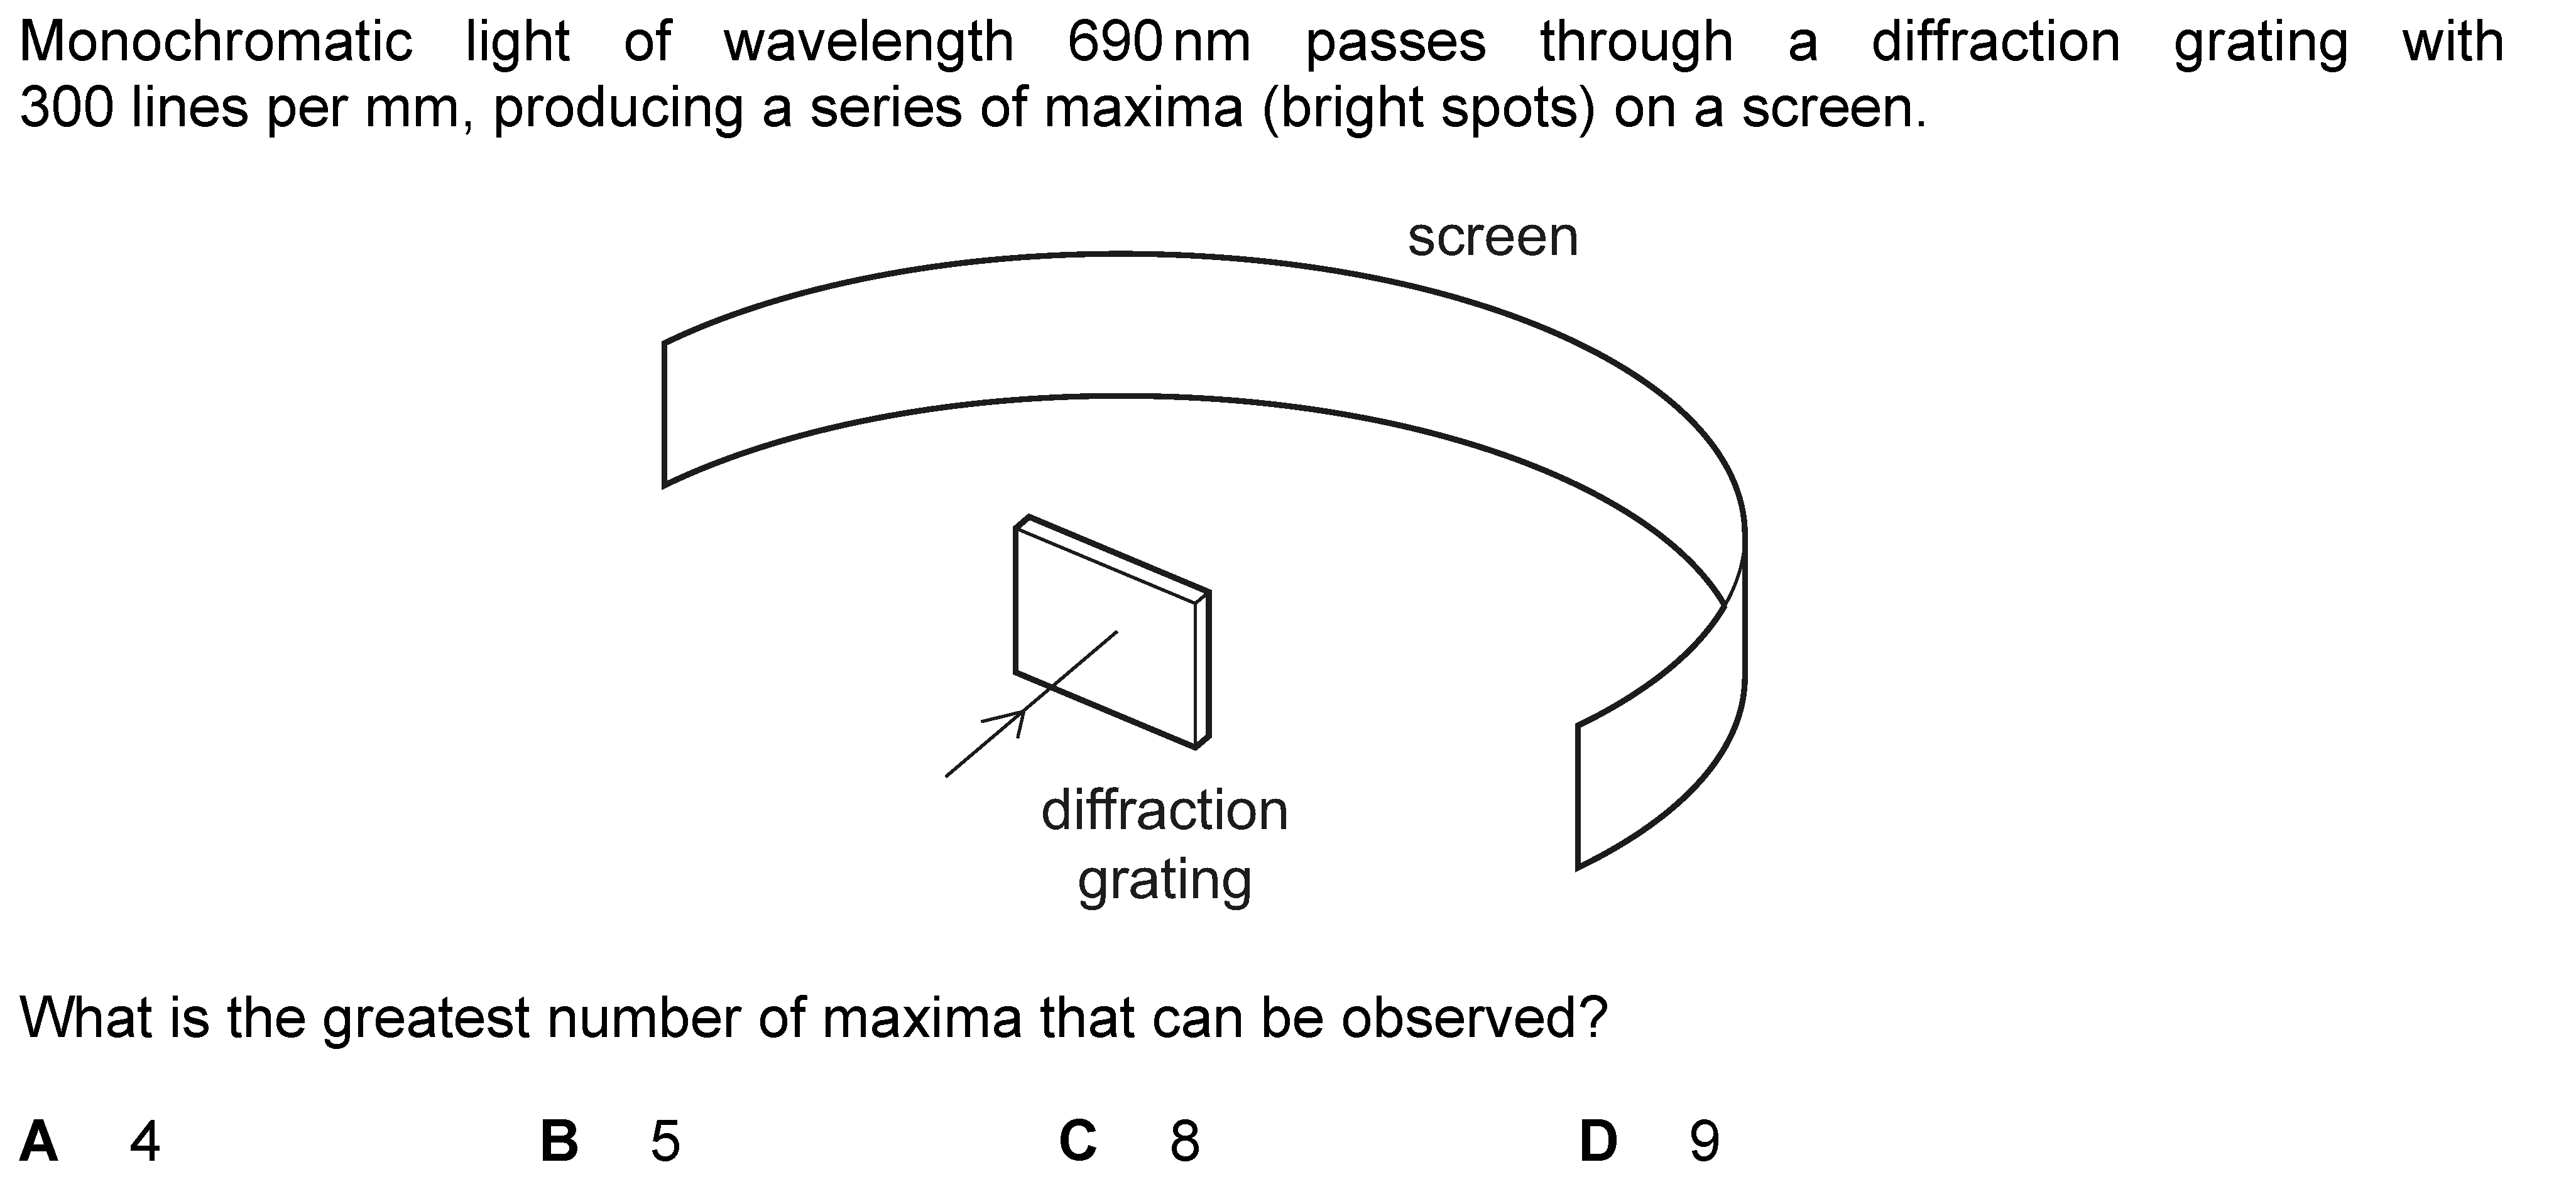 Monochromatic light of wavelength 690 nm passes through a diffraction grating with
300 lines per mm, producing a series of maxima (bright spots) on a screen.
screen
diffraction
grating
What is the greatest number of maxima that can be observed?
A 4 B 5 C 8 D 9